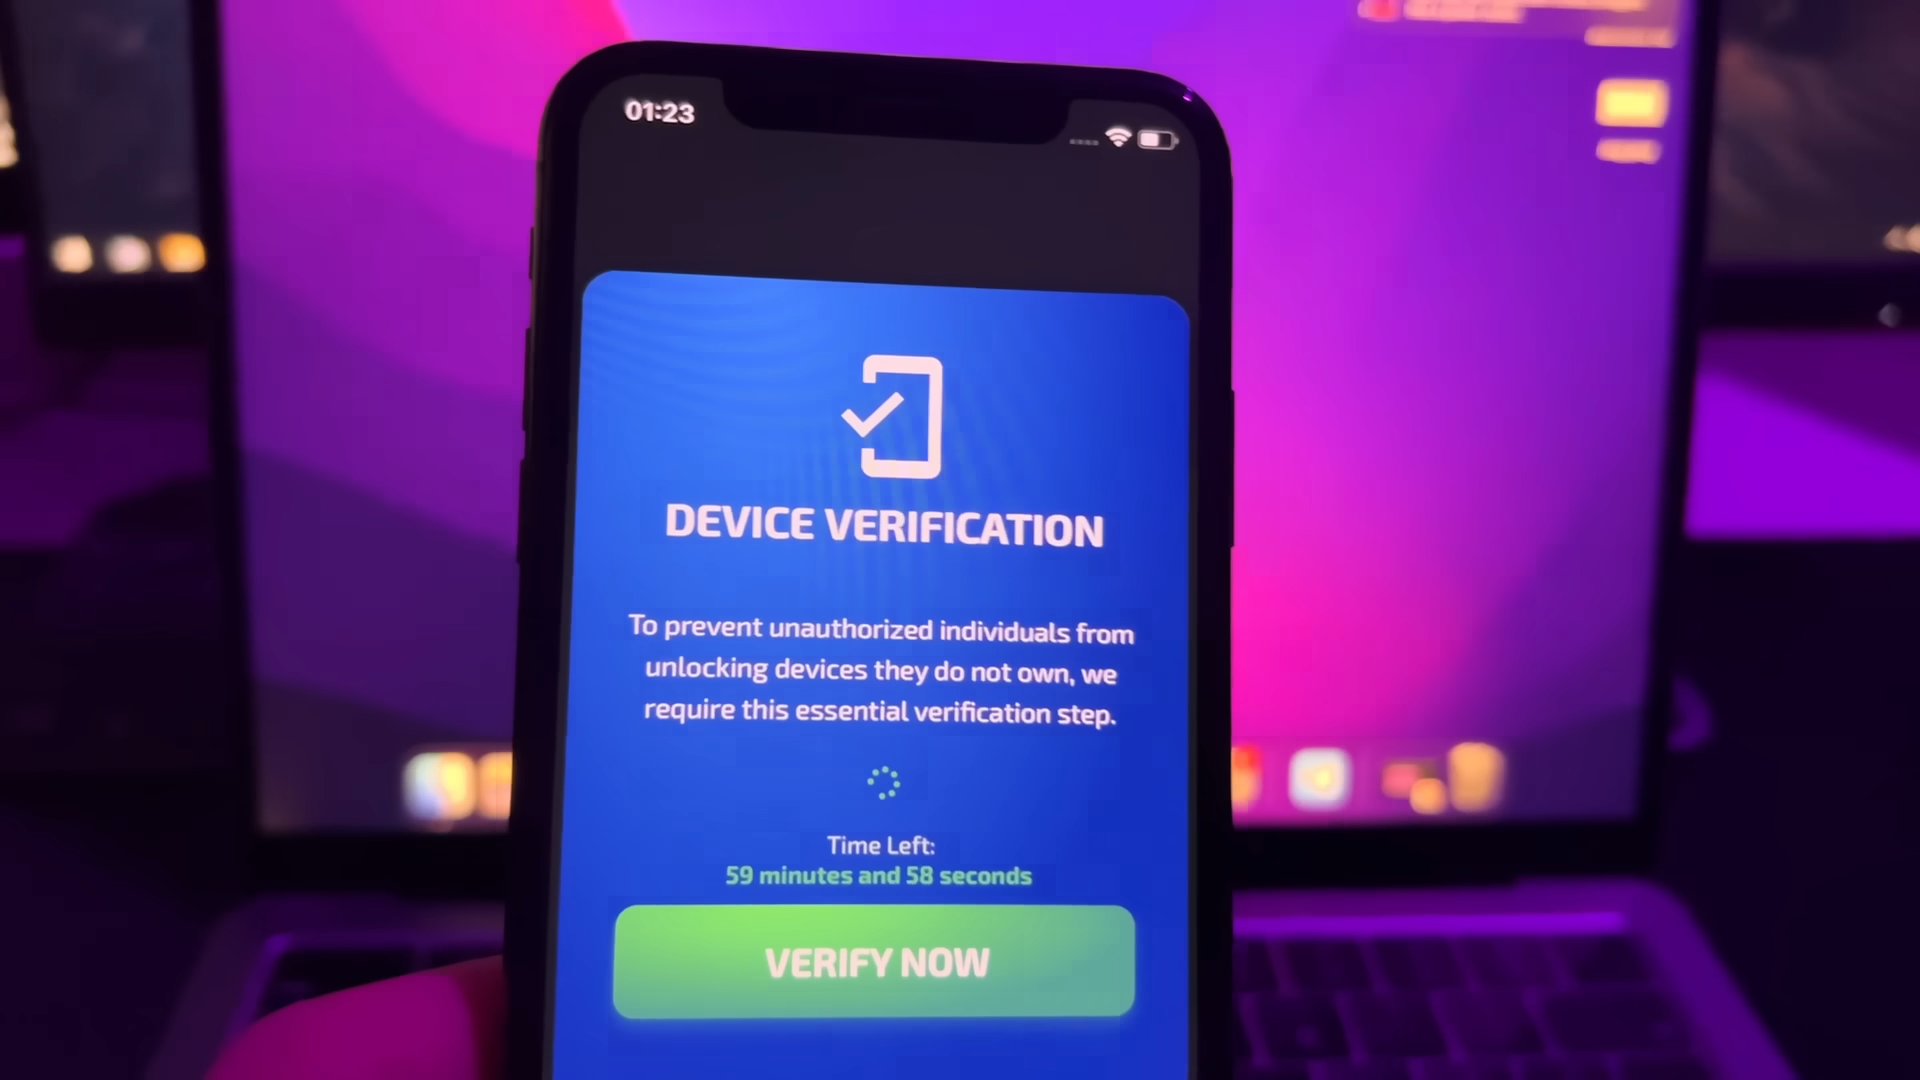 01:23
DEVICE VERIFICATION
To prevent unauthorized individuals from
unlocking devices they do not own, we
require this essential verification step.
Time Left:
59 minutes and 58 seconds
VERIFY NOW